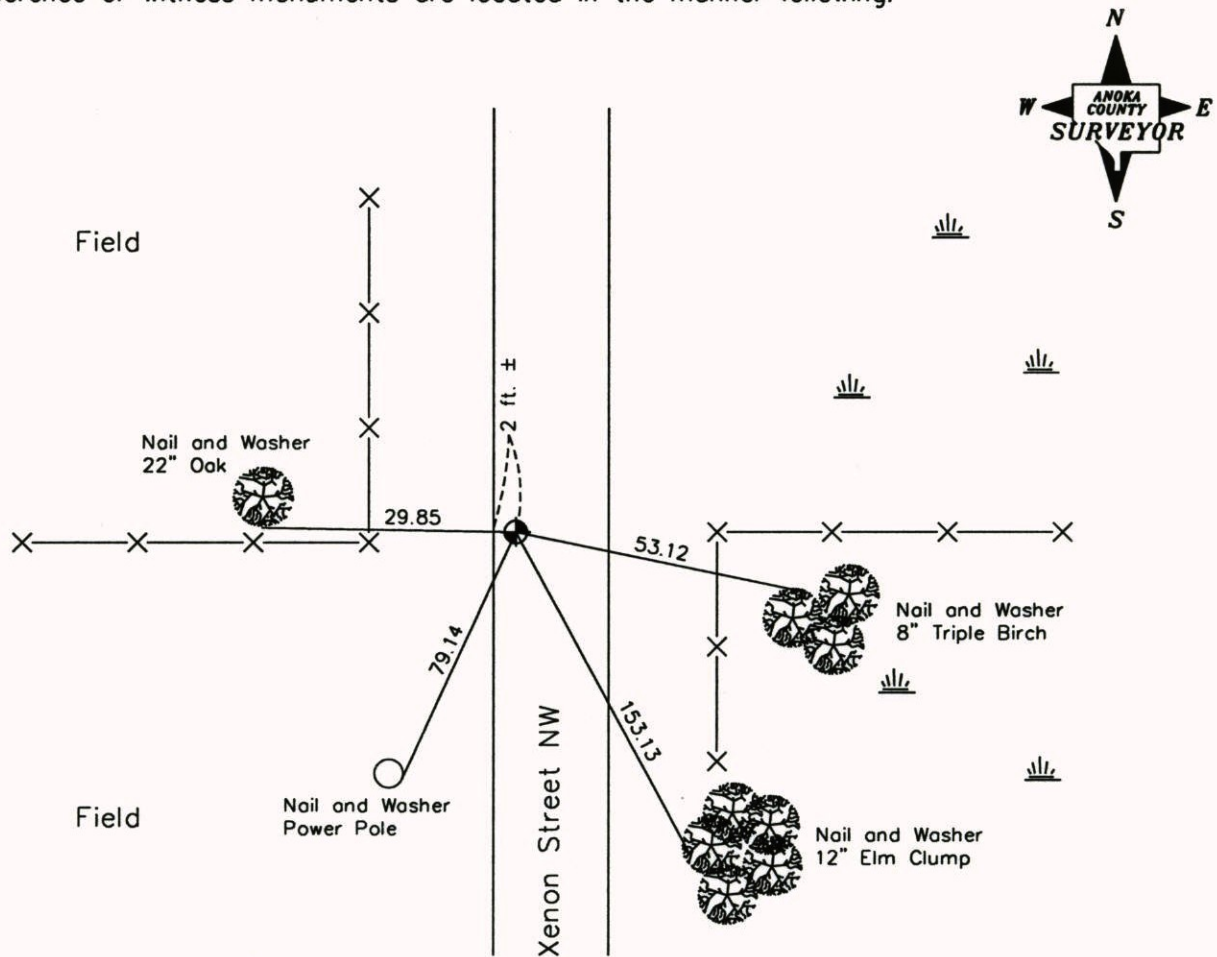 N
W
ANOKA
COUNTY
E
SURVEYOR
S
Field
2 ft. ±
Nail and Washer
22" Oak
29.85
53.12
Nail and Washer
8" Triple Birch
79.14
153.13
Xenon Street NW
Nail and Washer
Power Pole
Field
Nail and Washer
12" Elm Clump